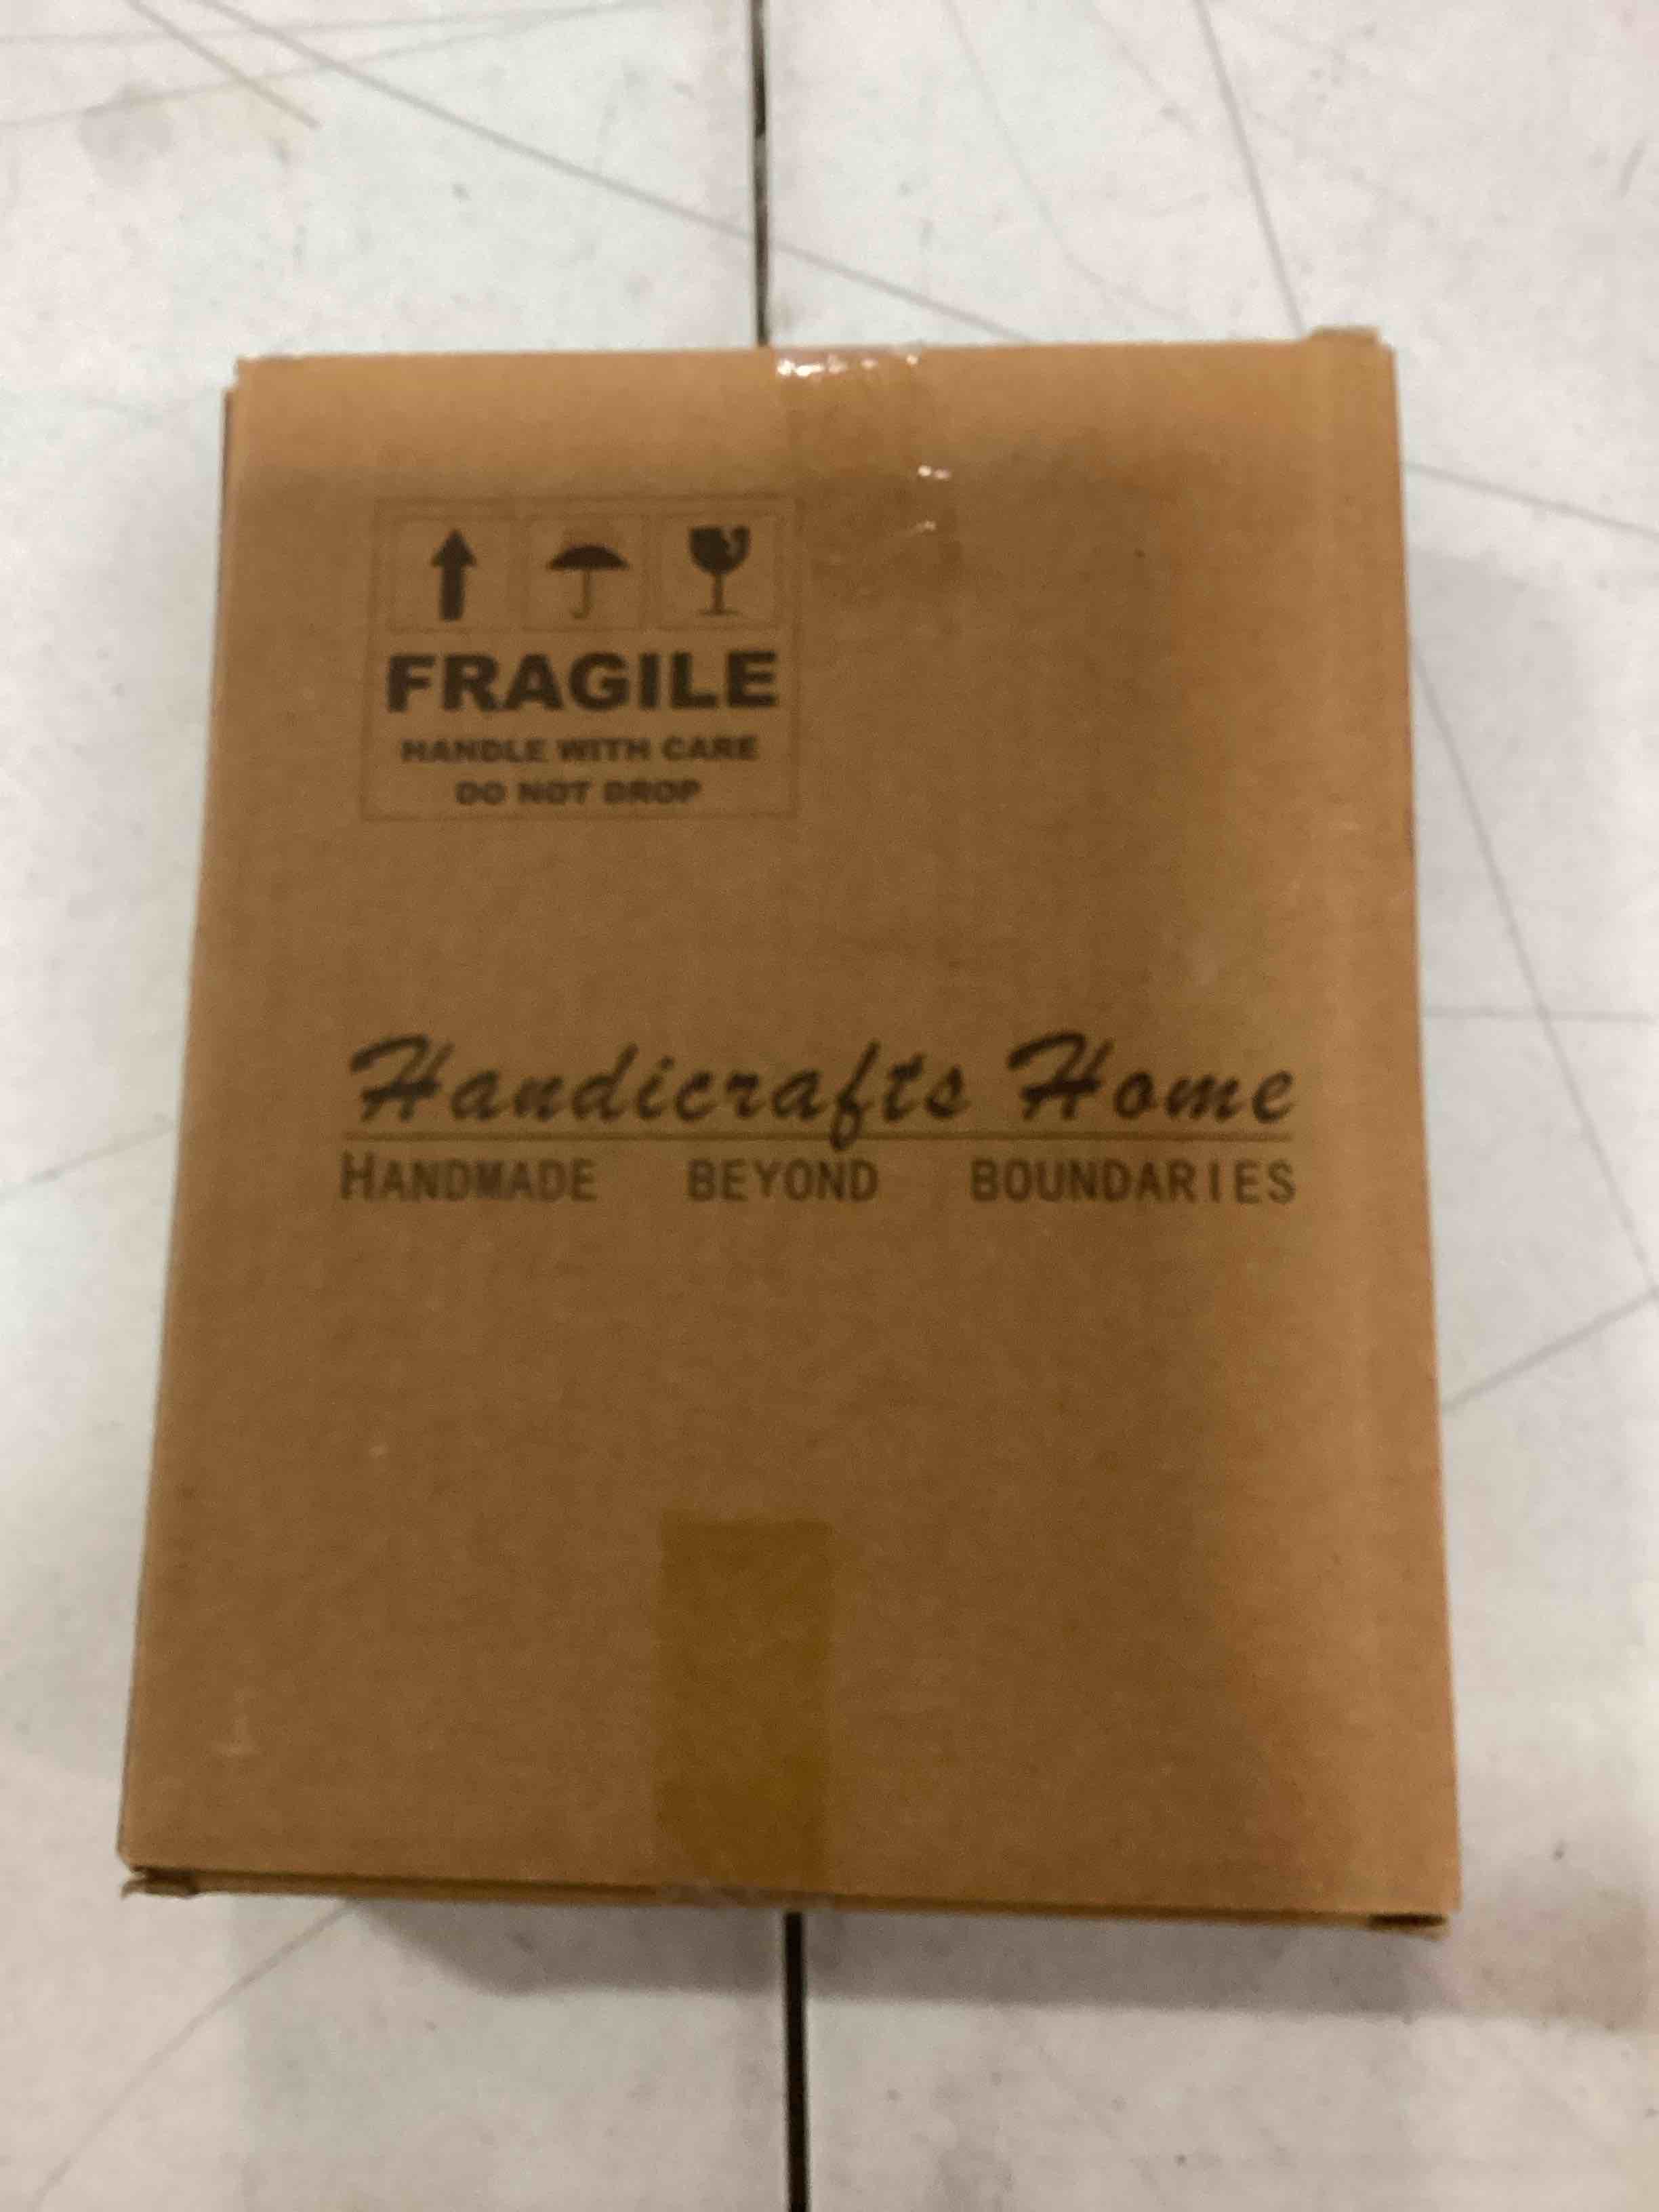 FRAGILE
HANDLE WITH CARE
DO NOT DROP
Handicrafts Home
HANDMADE BEYOND BOUNDARIES